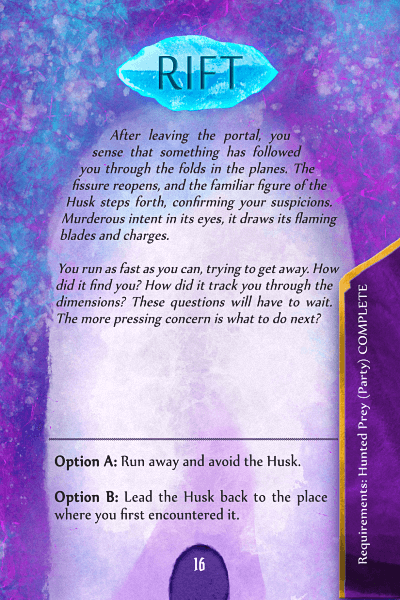 RIFT
After leaving the portal, you
sense that something has followed
you through the folds in the planes. The
fissure reopens, and the familiar figure of the
Husk steps forth, confirming your suspicions.
Murderous intent in its eyes, it draws its flaming
blades and charges.
You run as fast as you can, trying to get away. How
did it find you? How did it track you through the
dimensions? These questions will have to wait.
The more pressing concern is what to do next?
Option A: Run away and avoid the Husk.
Option B: Lead the Husk back to the place
where you first encountered it.
16
Requirements: Hunted Prey (Party) COMPLETE